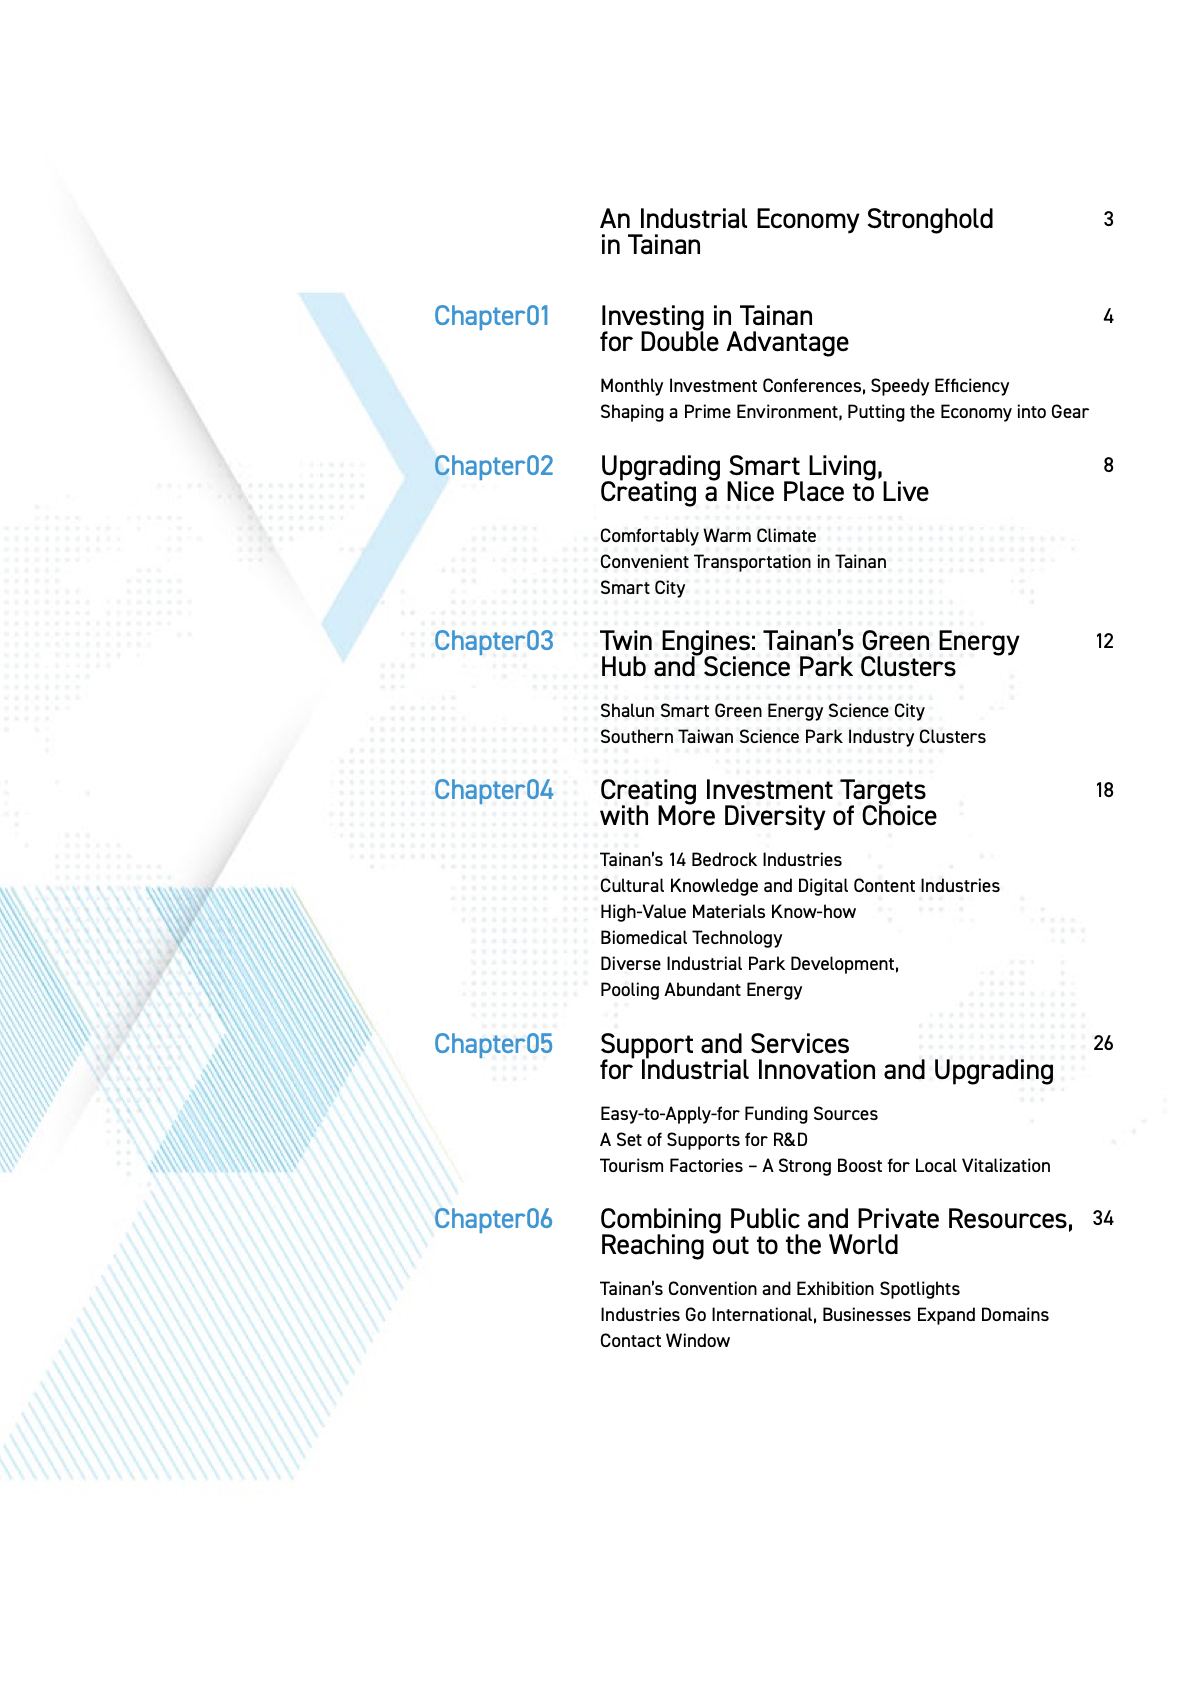 An Industrial Economy Stronghold 3
in Tainan
Chapter01 Investing in Tainan 4
for Double Advantage
Monthly Investment Conferences, Speedy Efficiency
Shaping a Prime Environment, Putting the Economy into Gear
Chapter02 Upgrading Smart Living, 8
Creating a Nice Place to Live
Comfortably Warm Climate
Convenient Transportation in Tainan
Smart City
Chapter03 Twin Engines: Tainan's Green Energy 12
Hub and Science Park Clusters
Shalun Smart Green Energy Science City
Southern Taiwan Science Park Industry Clusters
Chapter04 Creating Investment Targets 18
with More Diversity of Choice
Tainan's 14 Bedrock Industries
Cultural Knowledge and Digital Content Industries
High-Value Materials Know-how
Biomedical Technology
Diverse Industrial Park Development,
Pooling Abundant Energy
Chapter05 Support and Services 26
for Industrial Innovation and Upgrading
Easy-to-Apply-for Funding Sources
A Set of Supports for R&D
Tourism Factories – A Strong Boost for Local Vitalization
Chapter06 Combining Public and Private Resources, 34
Reaching out to the World
Tainan's Convention and Exhibition Spotlights
Industries Go International, Businesses Expand Domains
Contact Window